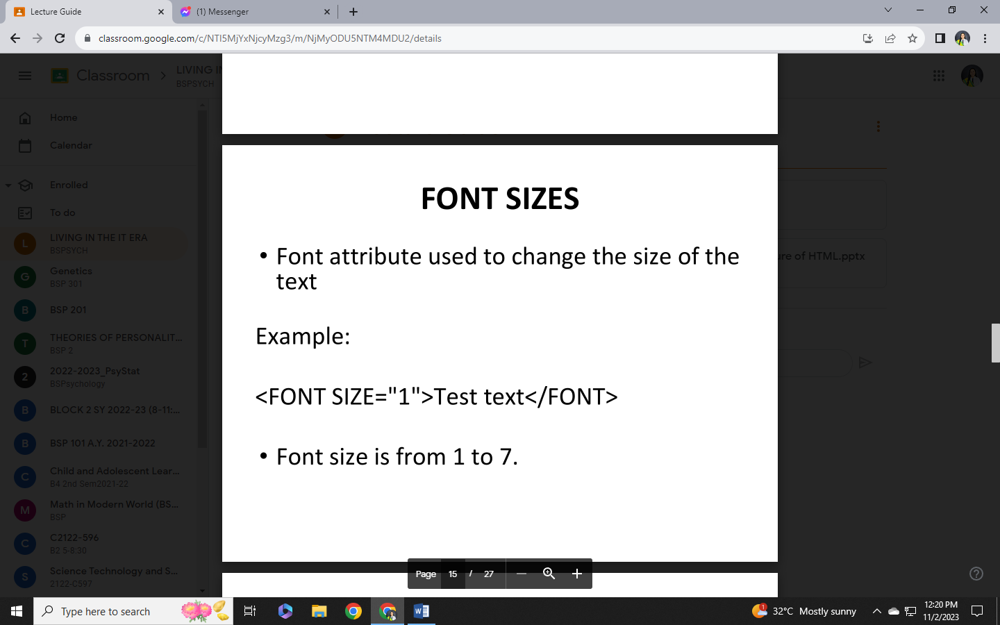 Lecture Guide
(1) Messenger
classroom.google.com/c/NTI5MjYxNjcyMzg3/m/NjMyODU5NTM4MDU2/details
Classroom
LIVING IN
BSPSYCH
Home
Calendar
Enrolled
To do
L
LIVING IN THE IT ERA
BSPSYCH
G
Genetics
BSP 301
B
BSP 201
T
THEORIES OF PERSONALIT...
BSP 2
2
2022-2023_PsyStat
BSPsychology
B
BLOCK 2 SY 2022-23 (8-11:...
B
BSP 101 A.Y. 2021-2022
C
Child and Adolescent Lear...
B4 2nd Sem2021-22
M
Math in Modern World (BS...
BSP
C
C2122-596
B2 5-8:30
S
Science Technology and S...
2122-C597
FONT SIZES
• Font attribute used to change the size of the
text
Example:
<FONT SIZE="1">Test text</FONT>
• Font size is from 1 to 7.
ure of HTML.pptx
Page 15 / 27
Type here to search
1
32°C Mostly sunny
12:20 PM
11/2/2023